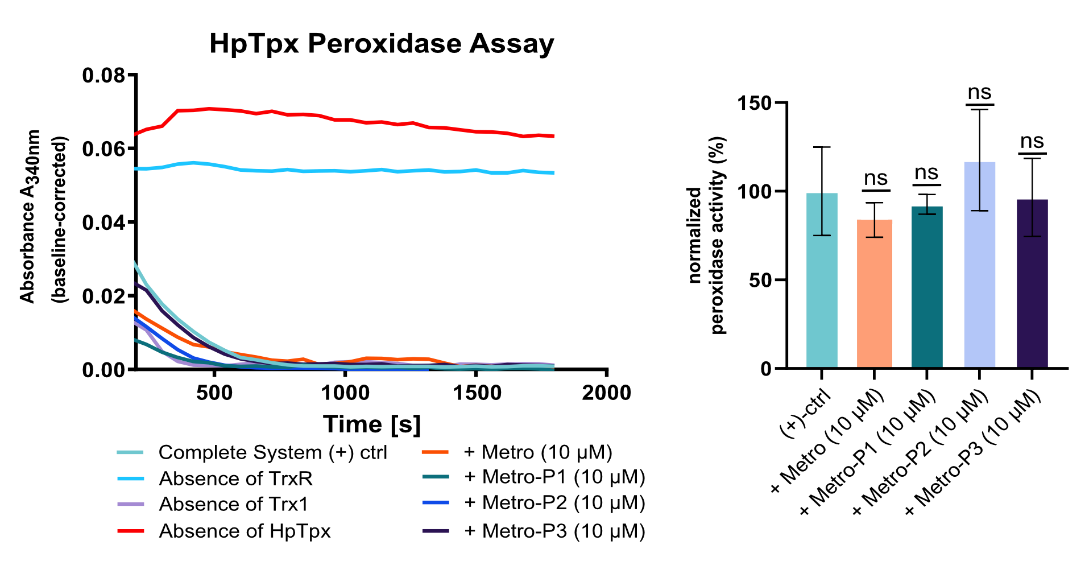 HpTpx Peroxidase Assay
Absorbance A340nm
(baseline-corrected)
0.08
0.06
0.04
0.02
0.00
500
1000
1500
2000
Time [s]
Complete System (+) ctrl
Absence of TrxR
Absence of Trx1
Absence of HpTpx
+ Metro (10 µM)
+ Metro-P1 (10 µM)
+ Metro-P2 (10 µM)
+ Metro-P3 (10 µM)
normalized
peroxidase activity (%)
150
100
50
0
ns
ns
ns
ns
(+)-ctrl
+ Metro (10 µM)
+ Metro-P1 (10 µM)
+ Metro-P2 (10 µM)
+ Metro-P3 (10 µM)